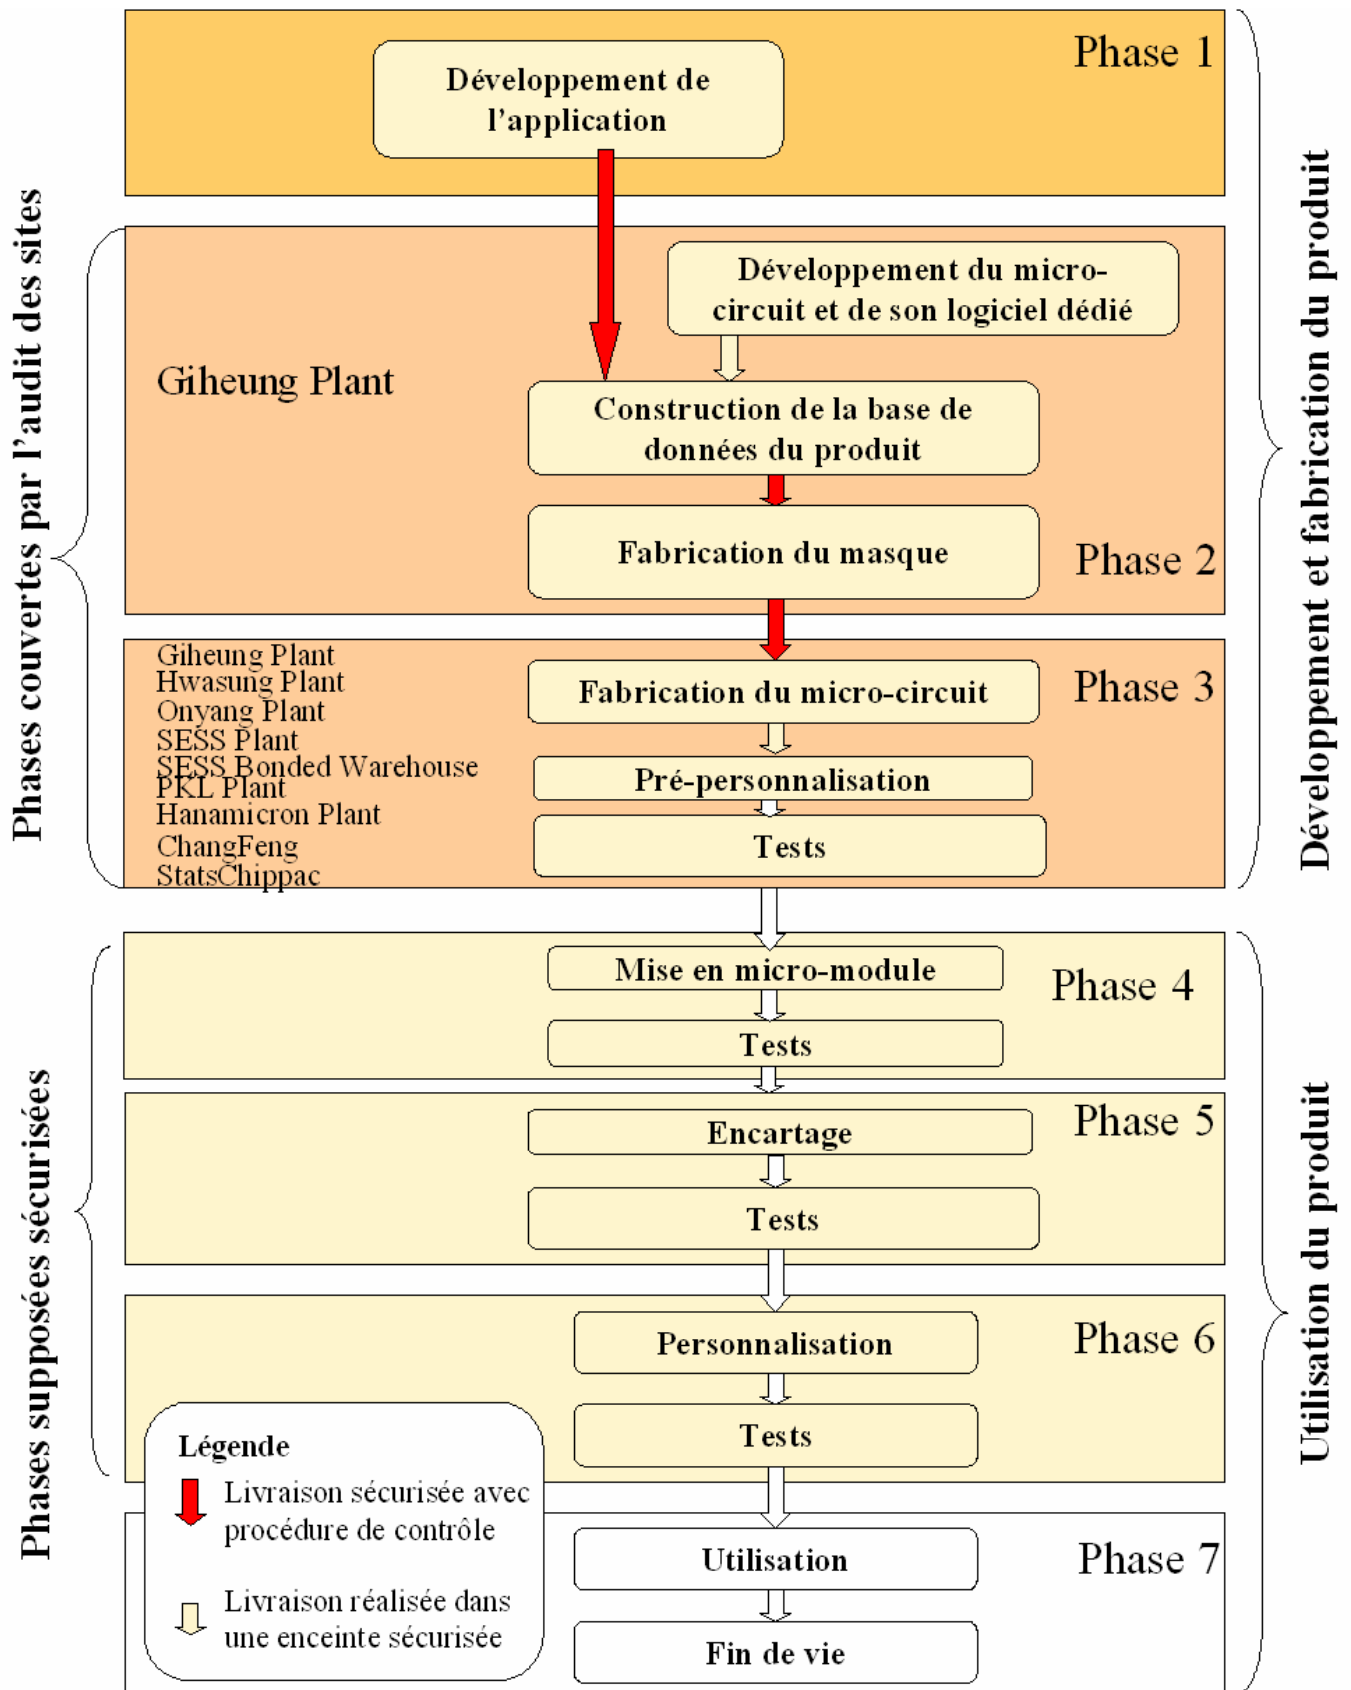 Phase 1
Développement de
l'application
Phases couvertes par l'audit des sites
Développement et fabrication du produit
Développement du micro-
circuit et de son logiciel dédié
Giheung Plant
Construction de la base de
données du produit
Fabrication du masque
Phase 2
Giheung Plant
Hwasung Plant
Onyang Plant
SESS Plant
SESS Bonded Warehouse
PKL Plant
Hanamicron Plant
ChangFeng
StatsChippac
Fabrication du micro-circuit
Phase 3
Pré-personnalisation
Tests
Phases supposées sécurisées
Utilisation du produit
Mise en micro-module
Phase 4
Tests
Encartage
Phase 5
Tests
Personnalisation
Phase 6
Tests
Légende
Livraison sécurisée avec
procédure de contrôle
Livraison réalisée dans
une enceinte sécurisée
Utilisation
Phase 7
Fin de vie